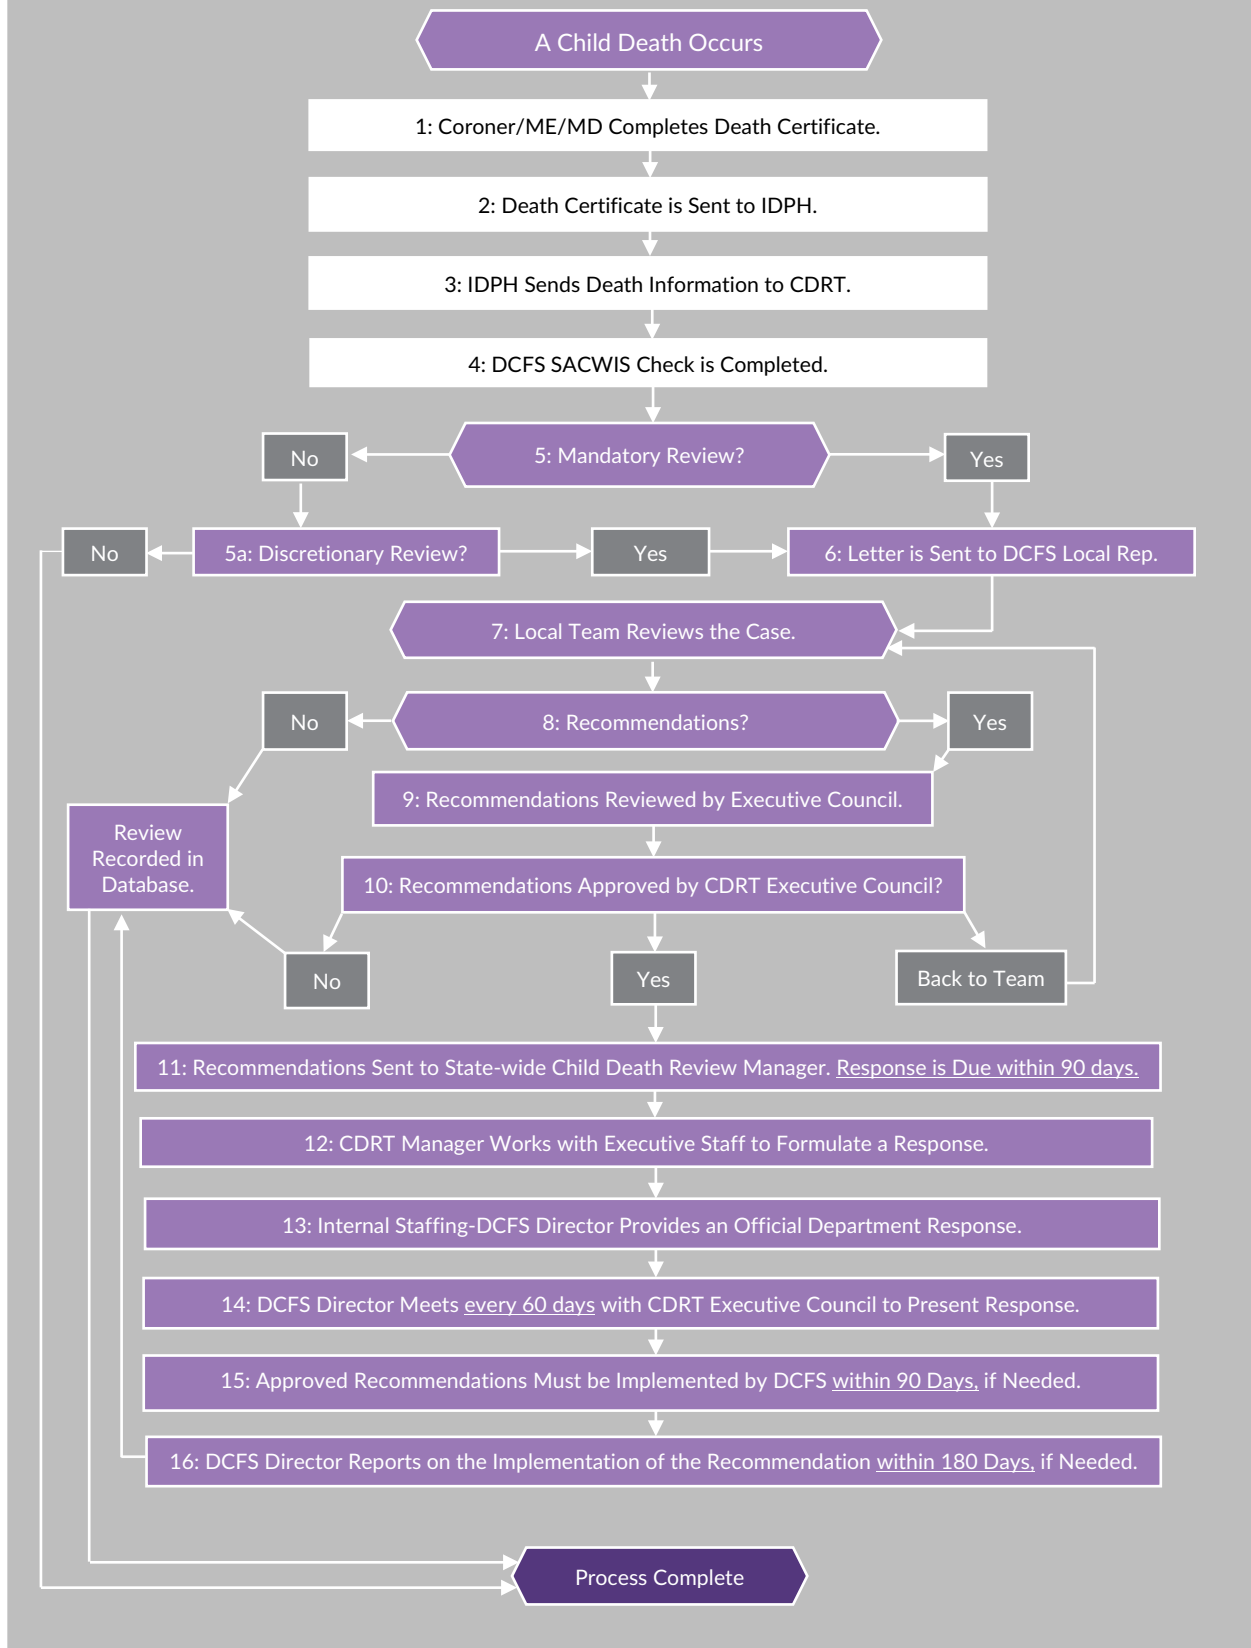 A Child Death Occurs
1: Coroner/ME/MD Completes Death Certificate.
2: Death Certificate is Sent to IDPH.
3: IDPH Sends Death Information to CDRT.
4: DCFS SACWIS Check is Completed.
No
5: Mandatory Review?
Yes
No
5a: Discretionary Review?
Yes
6: Letter is Sent to DCFS Local Rep.
7: Local Team Reviews the Case.
No
8: Recommendations?
Yes
9: Recommendations Reviewed by Executive Council.
Review
Recorded in
Database.
10: Recommendations Approved by CDRT Executive Council?
No
Yes
Back to Team
11: Recommendations Sent to State-wide Child Death Review Manager. Response is Due within 90 days.
12: CDRT Manager Works with Executive Staff to Formulate a Response.
13: Internal Staffing-DCFS Director Provides an Official Department Response.
14: DCFS Director Meets every 60 days with CDRT Executive Council to Present Response.
15: Approved Recommendations Must be Implemented by DCFS within 90 Days, if Needed.
16: DCFS Director Reports on the Implementation of the Recommendation within 180 Days, if Needed.
Process Complete